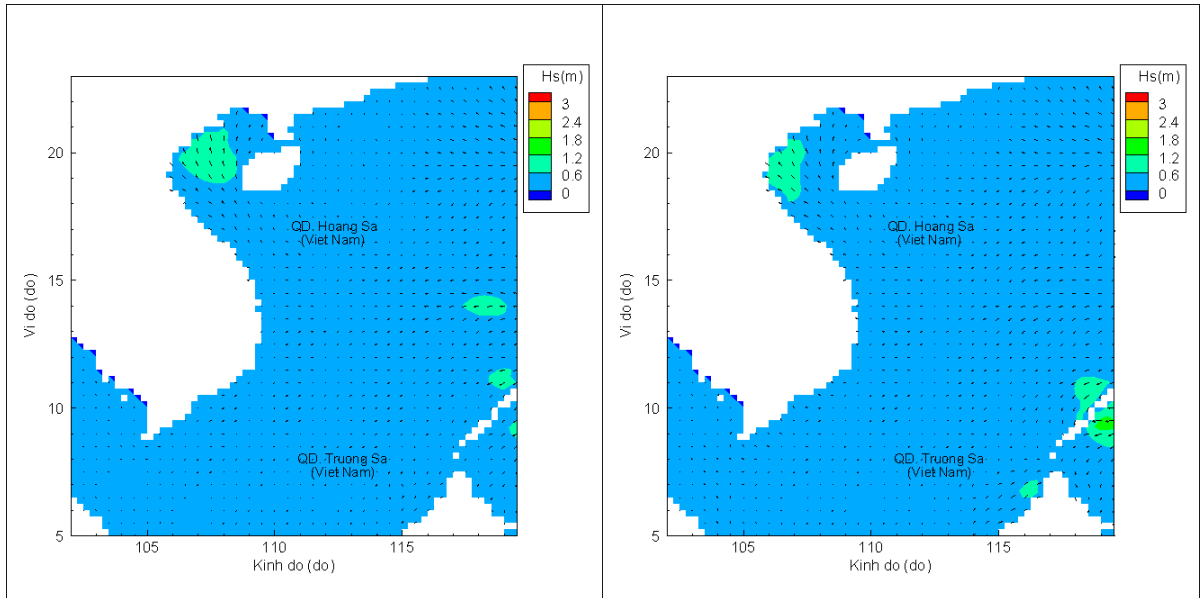 Hs(m)
3
2.4
1.8
1.2
0.6
0
20
15
10
5
Vi do (do)
QD. Hoang Sa
(Viet Nam)
QD. Truong Sa
(Viet Nam)
105
110
115
Kinh do (do)
Hs(m)
3
2.4
1.8
1.2
0.6
0
20
15
10
5
Vi do (do)
QD. Hoang Sa
(Viet Nam)
QD. Truong Sa
(Viet Nam)
105
110
115
Kinh do (do)